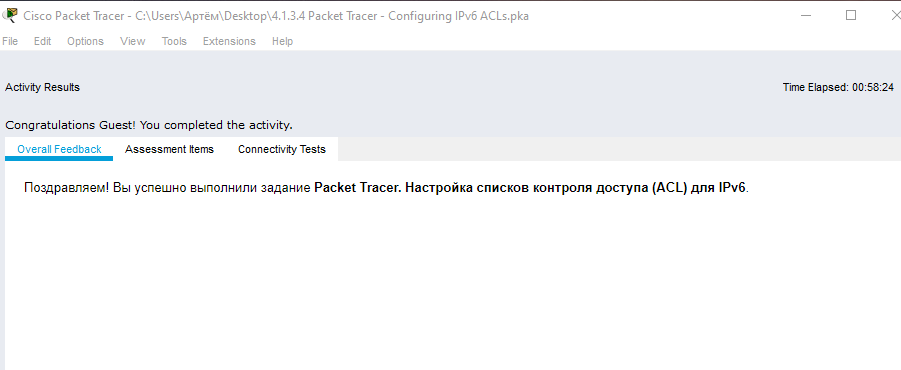 Cisco Packet Tracer - C:\Users\Артём\Desktop\4.1.3.4 Packet Tracer - Configuring IPv6 ACLs.pka
File Edit Options View Tools Extensions Help
Activity Results Time Elapsed: 00:58:24
Congratulations Guest! You completed the activity.
Overall Feedback Assessment Items Connectivity Tests
Поздравляем! Вы успешно выполнили задание Packet Tracer. Настройка списков контроля доступа (ACL) для IPv6.